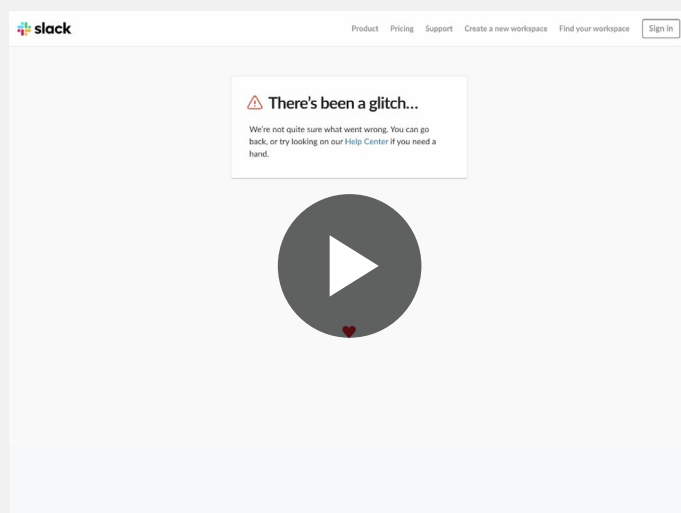 slack
Product Pricing Support Create a new workspace Find your workspace Sign in
There's been a glitch...
We're not quite sure what went wrong. You can go
back, or try looking on our Help Center if you need a
hand.